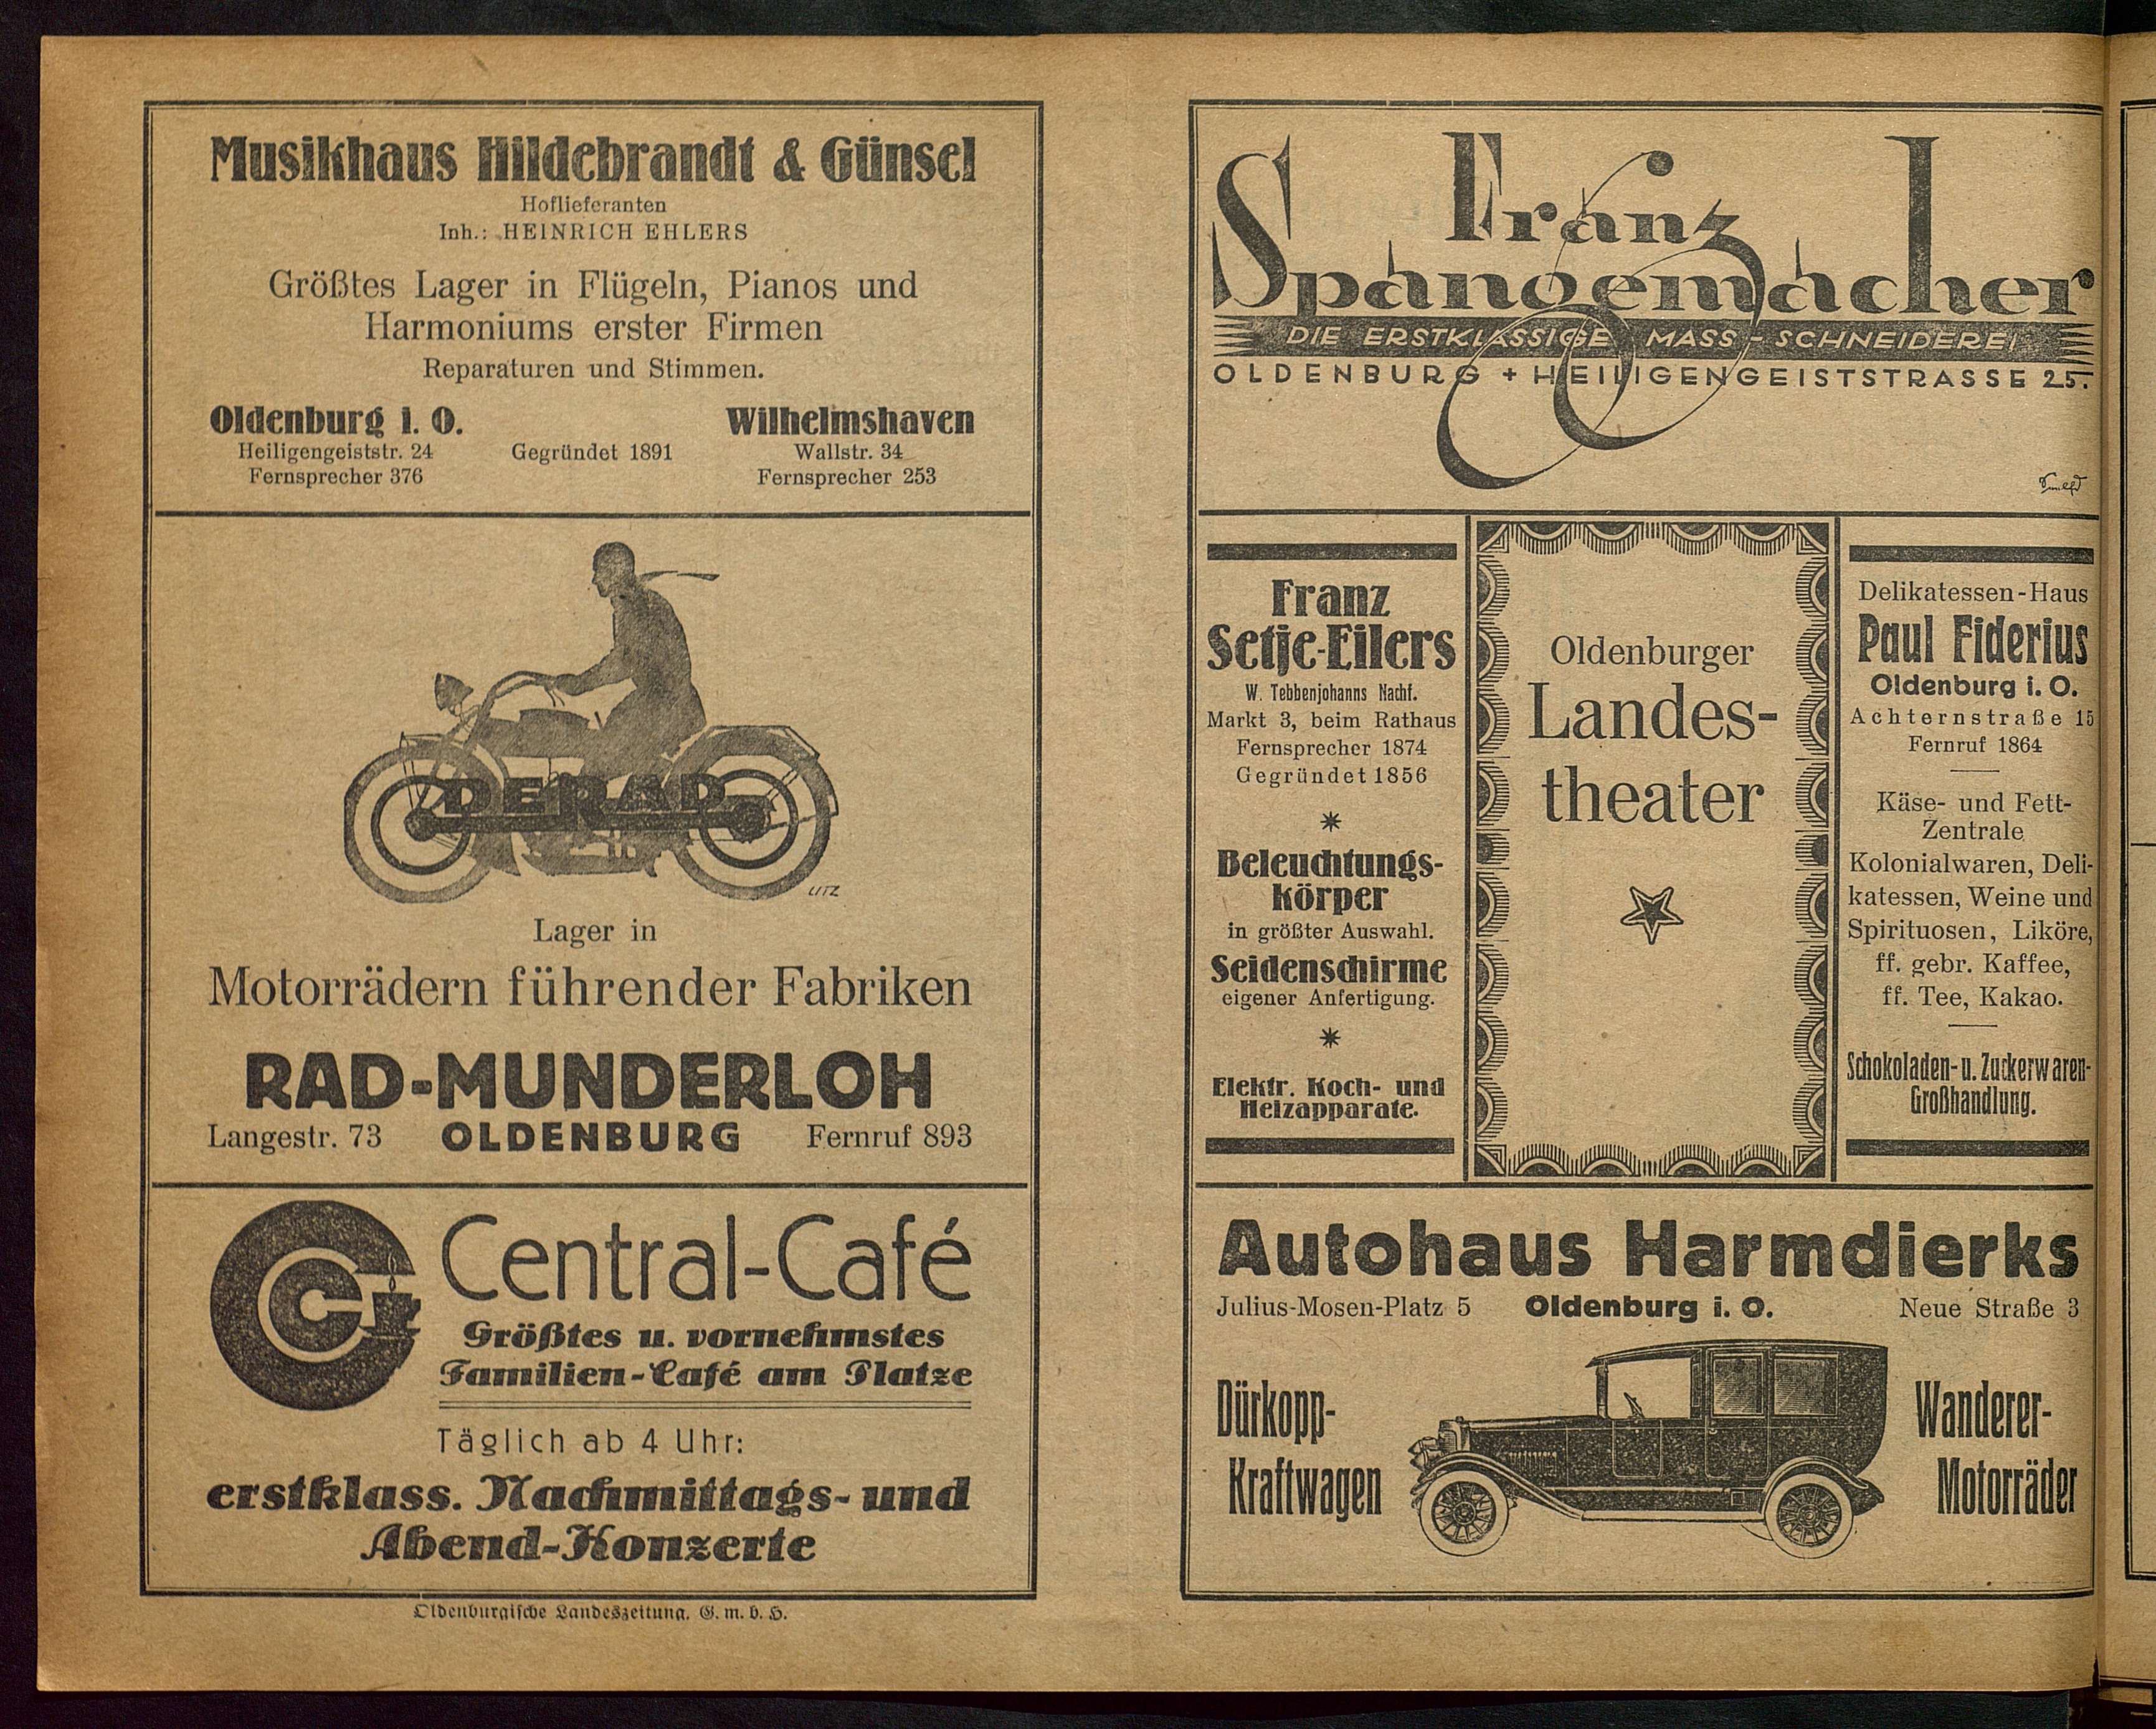 Musikhaus Hildebrandt & Günsel
Hoflieferanten
Inh.: HEINRICH EHLERS
Größtes Lager in Flügeln, Pianos und
Harmoniums erster Firmen
Reparaturen und Stimmen.
Oldenburg i. O.
Heiligengeiststr. 24
Fernsprecher 376
Gegründet 1891
Wilhelmshaven
Wallstr. 34
Fernsprecher 253
DERAD
UTZ
Lager in
Motorrädern führender Fabriken
RAD-MUNDERLOH
Langestr. 73 OLDENBURG Fernruf 893
Central-Café
Größtes u. vornehmstes
Familien-Café am Platze
Täglich ab 4 Uhr:
erstklass. Nachmittags- und
Abend-Konzerte
Oldenburgische Landeszeitung, G. m. b. H.
Franz
Spangemacher
DIE ERSTKLASSIGE MASS-SCHNEIDEREI
OLDENBURG + HEILIGENGEISTSTRASSE 25.
Franz
Setje-Eilers
W. Tebbenjohanns Nachf.
Markt 3, beim Rathaus
Fernsprecher 1874
Gegründet 1856
Beleuchtungs-
körper
in größter Auswahl.
Seidenschirme
eigener Anfertigung.
Elektr. Koch- und
Heizapparate.
Oldenburger
Landes-
theater
Delikatessen-Haus
Paul Fiderius
Oldenburg i. O.
Achternstraße 15
Fernruf 1864
Käse- und Fett-
Zentrale
Kolonialwaren, Deli-
katessen, Weine und
Spirituosen, Liköre,
ff. gebr. Kaffee,
ff. Tee, Kakao.
Schokoladen- u. Zuckerwaren-
Großhandlung.
Autohaus Harmdierks
Julius-Mosen-Platz 5 Oldenburg i. O. Neue Straße 3
Dürkopp-
Kraftwagen
Wanderer-
Motorräder